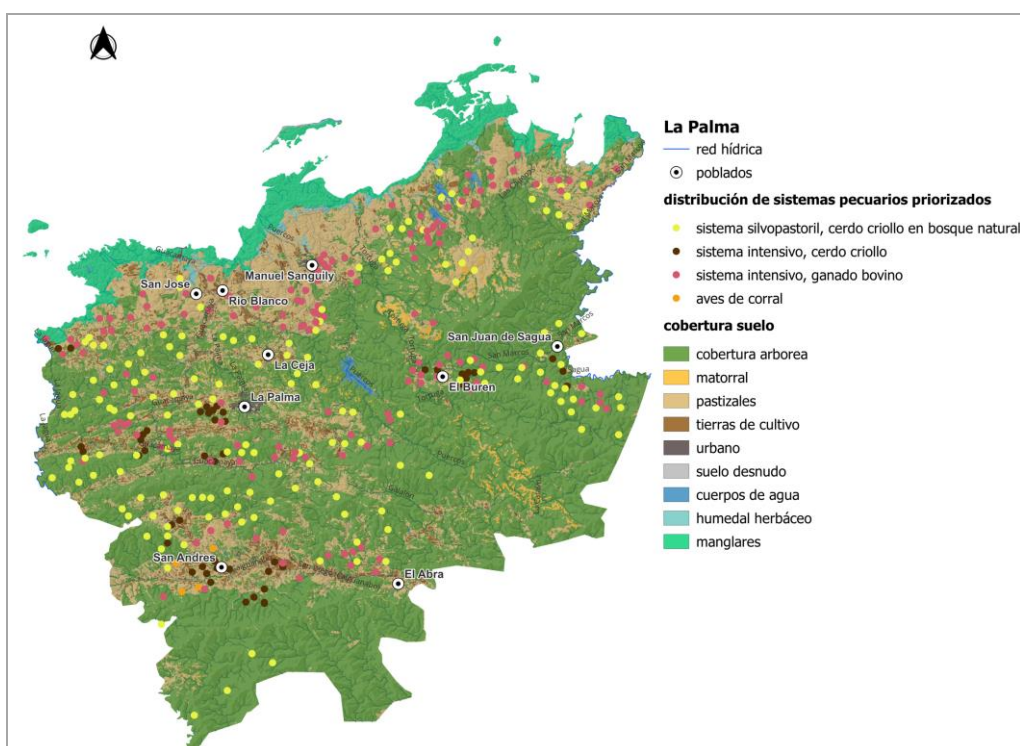 La Palma
red hídrica
poblados
distribución de sistemas pecuarios priorizados
sistema silvopastoril, cerdo criollo en bosque natural
sistema intensivo, cerdo criollo
sistema intensivo, ganado bovino
aves de corral
cobertura suelo
cobertura arborea
matorral
pastizales
tierras de cultivo
urbano
suelo desnudo
cuerpos de agua
humedal herbáceo
manglares
Manuel Sanguily
San Jose
Rio Blanco
San Juan de Sagua
San Marcos
La Ceja
El Buren
La Palma
San Andres
El Abra